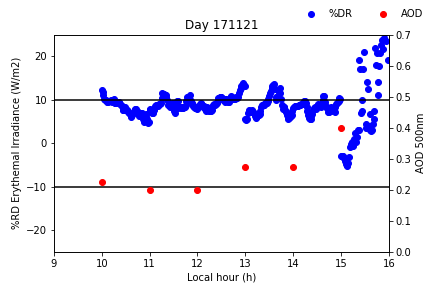 %DR AOD
Day 171121
%RD Erythemal Irradiance (W/m2)
20
10
0
−10
−20
0.7
0.6
0.5
0.4
0.3
0.2
0.1
0.0
AOD 500nm
9 10 11 12 13 14 15 16
Local hour (h)